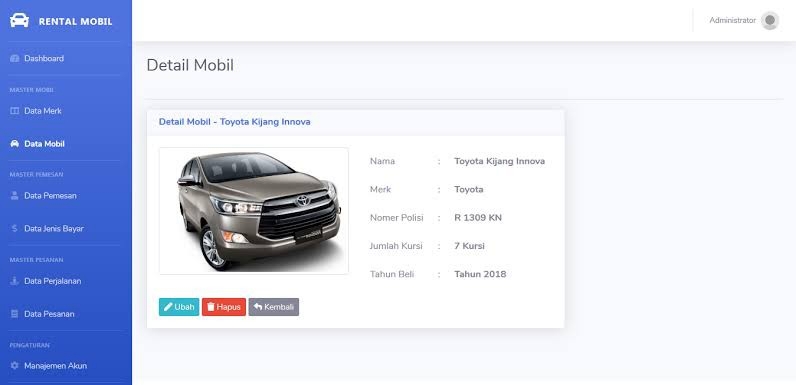 RENTAL MOBIL
Administrator
Dashboard
MASTER MOBIL
Data Merk
Data Mobil
MASTER PEMESAN
Data Pemesan
Data Jenis Bayar
MASTER PESANAN
Data Perjalanan
Data Pesanan
PENGATURAN
Manajemen Akun
Detail Mobil
Detail Mobil - Toyota Kijang Innova
Nama : Toyota Kijang Innova
Merk : Toyota
Nomer Polisi : R 1309 KN
Jumlah Kursi : 7 Kursi
Tahun Beli : Tahun 2018
Ubah Hapus Kembali